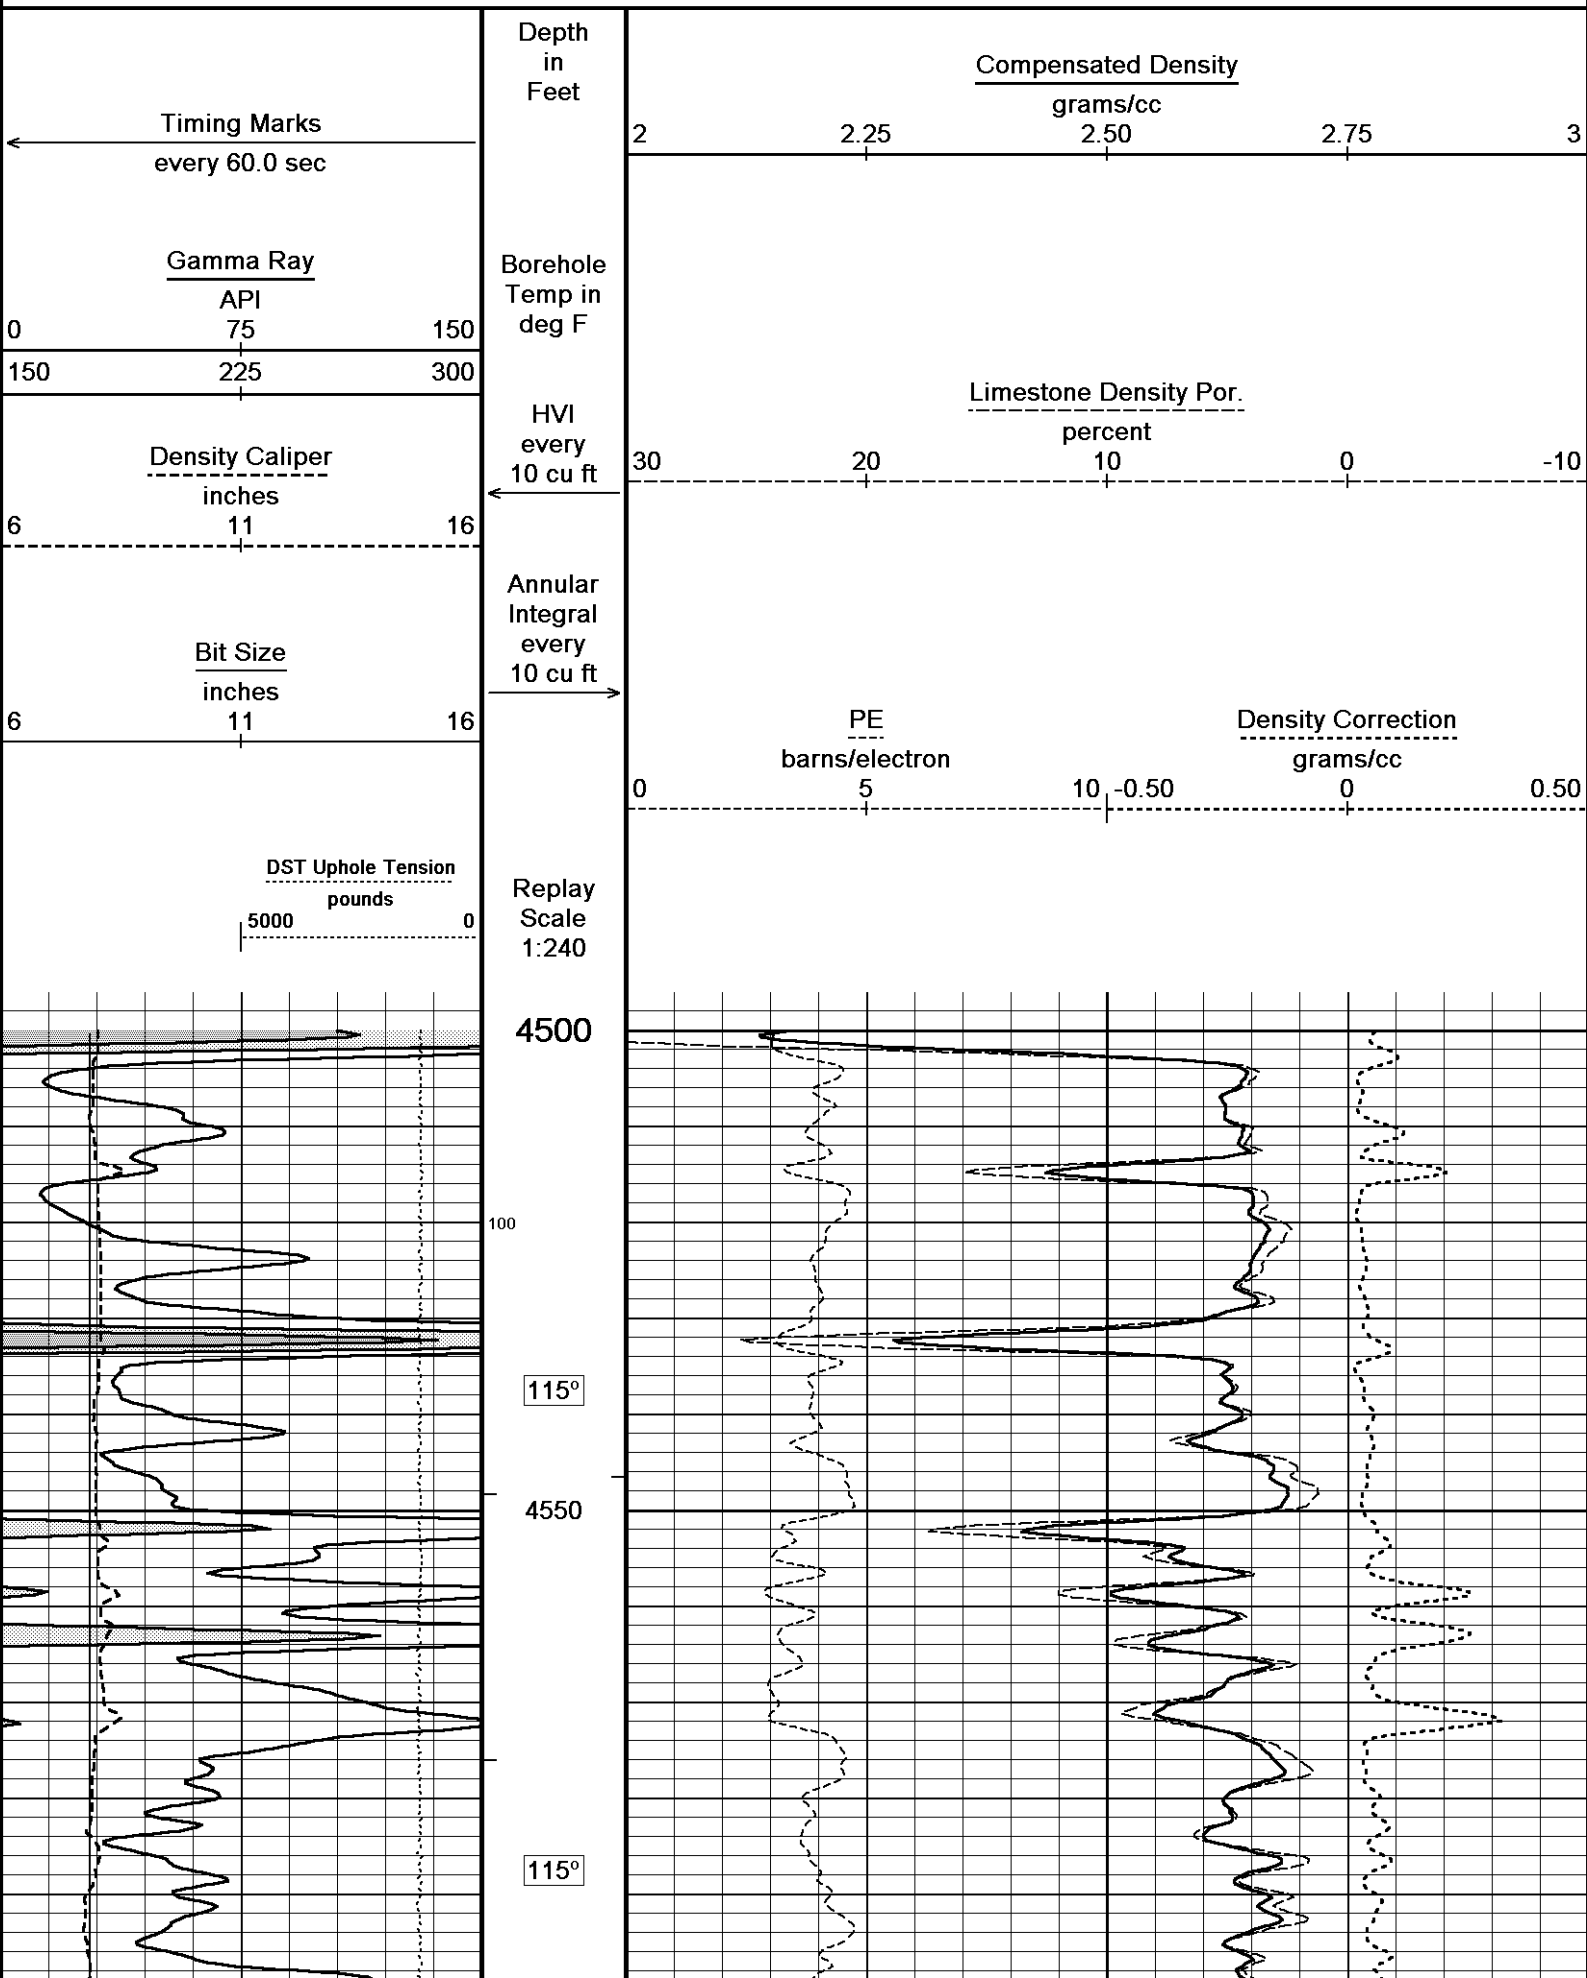 Timing Marks
every 60.0 sec
Gamma Ray
API
0 75 150
150 225 300
Density Caliper
inches
6 11 16
Bit Size
inches
6 11 16
DST Uphole Tension
pounds
5000 0
Depth
in
Feet
Borehole
Temp in
deg F
HVI
every
10 cu ft
Annular
Integral
every
10 cu ft
Replay
Scale
1:240
Compensated Density
grams/cc
2 2.25 2.50 2.75 3
Limestone Density Por.
percent
30 20 10 0 -10
PE
barns/electron
0 5 10
Density Correction
grams/cc
-0.50 0 0.50
4500
100
115º
4550
115º